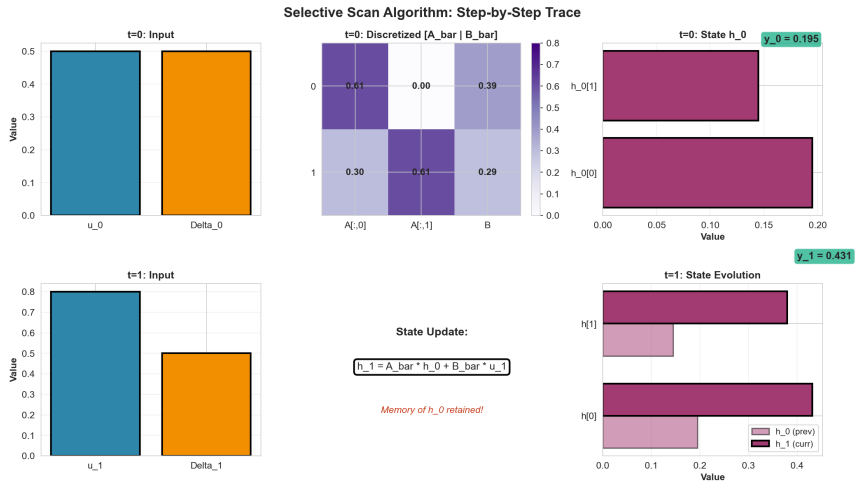 Selective Scan Algorithm: Step-by-Step Trace
t=0: Input
Value
0.5
0.4
0.3
0.2
0.1
0.0
u_0
Delta_0
t=0: Discretized [A_bar | B_bar]
0
1
0.61
0.00
0.39
0.30
0.61
0.29
A[:,0]
A[:,1]
B
0.8
0.7
0.6
0.5
0.4
0.3
0.2
0.1
0.0
t=0: State h_0
y_0 = 0.195
h_0[1]
h_0[0]
0.00
0.05
0.10
0.15
0.20
Value
t=1: Input
Value
0.8
0.7
0.6
0.5
0.4
0.3
0.2
0.1
0.0
u_1
Delta_1
State Update:
h_1 = A_bar * h_0 + B_bar * u_1
Memory of h_0 retained!
y_1 = 0.431
t=1: State Evolution
h[1]
h[0]
h_0 (prev)
h_1 (curr)
0.0
0.1
0.2
0.3
0.4
Value